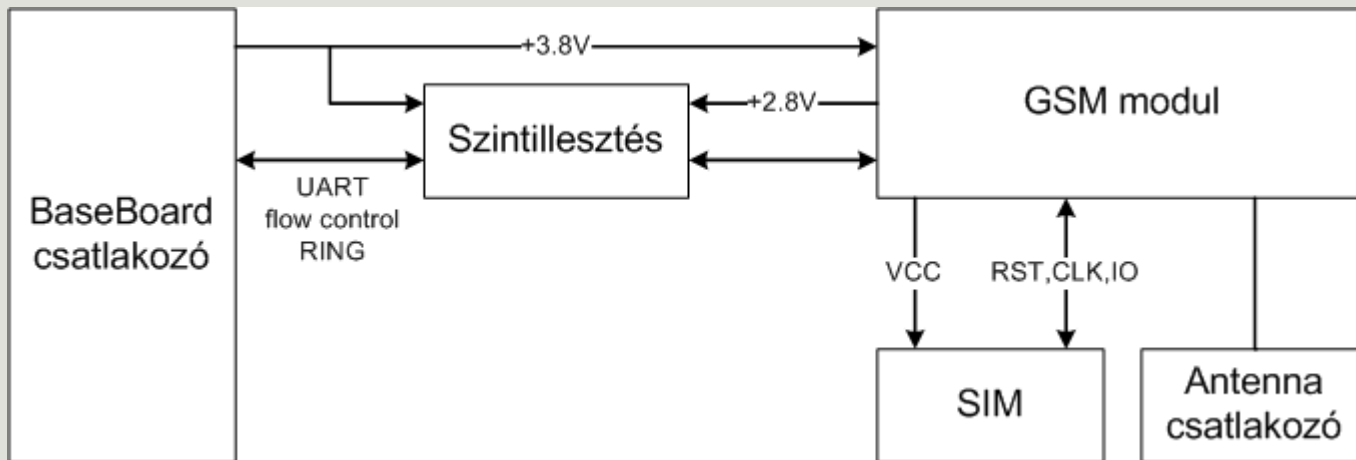 +3.8V
+2.8V
GSM modul
Szintillesztés
BaseBoard
csatlakozó
UART
flow control
RING
VCC
RST,CLK,IO
SIM
Antenna
csatlakozó